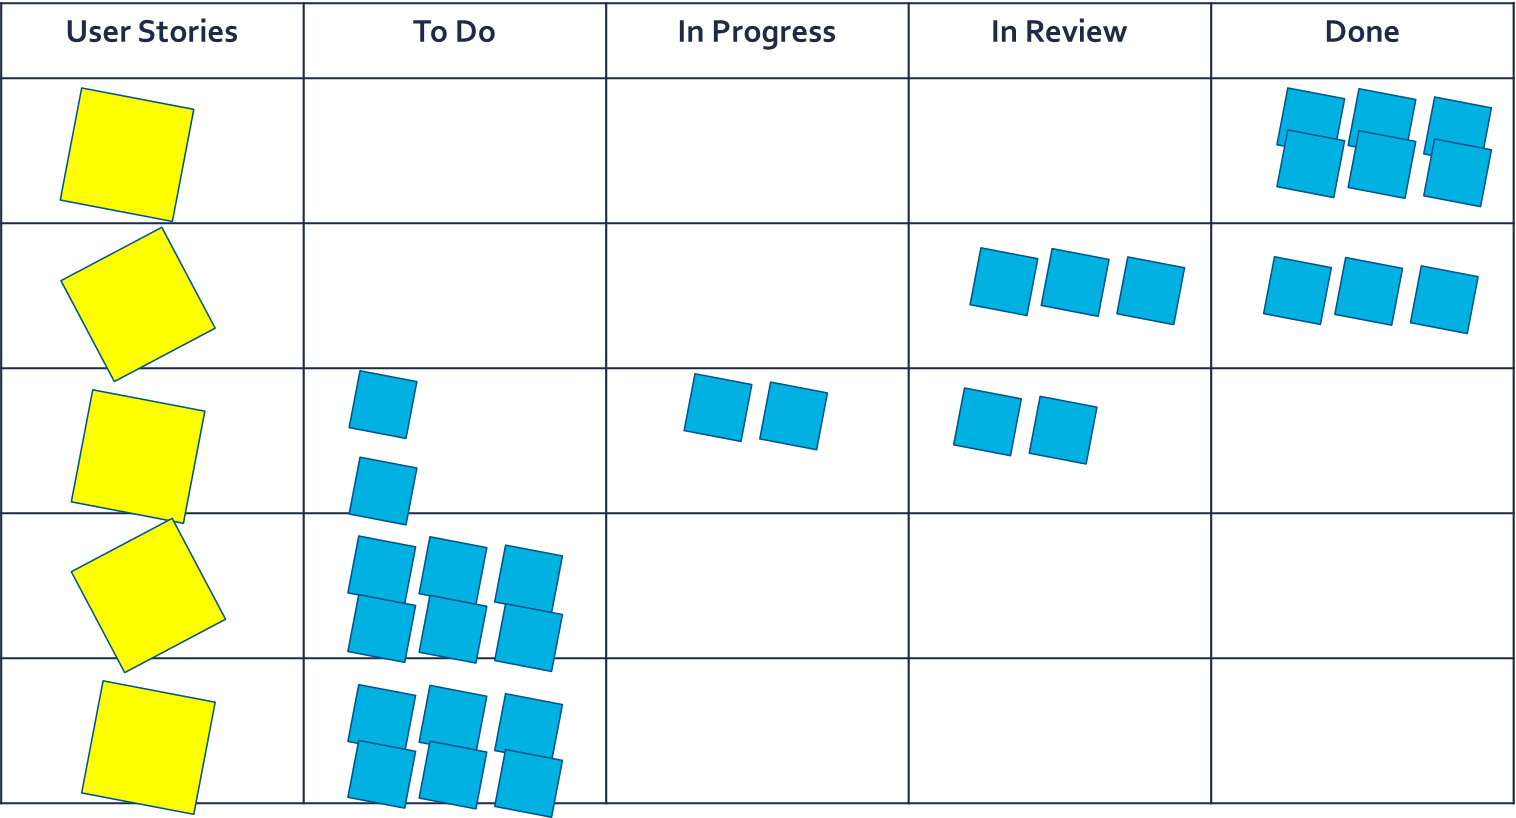 User Stories
To Do
In Progress
In Review
Done